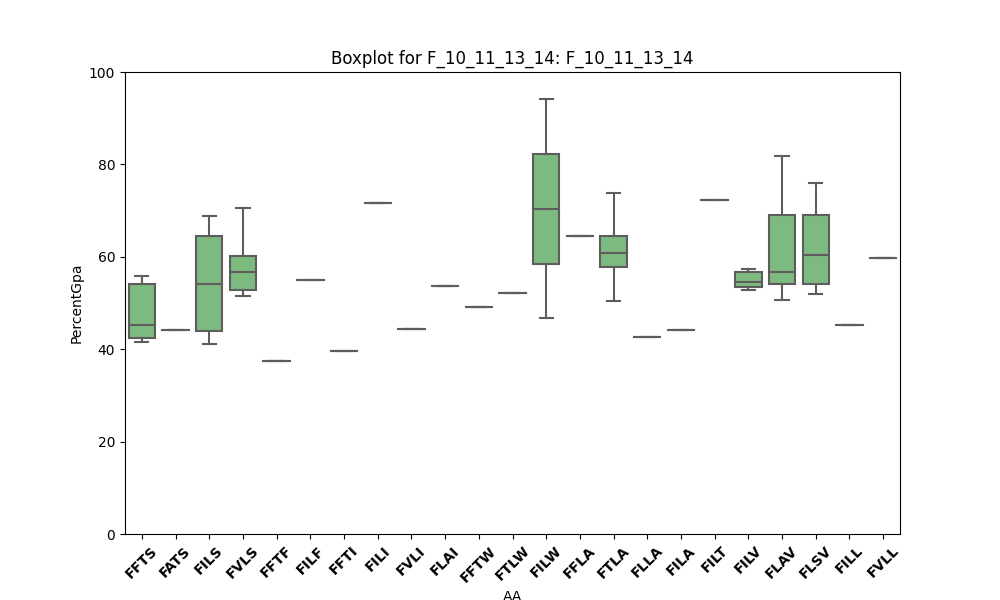 Boxplot for F_10_11_13_14: F_10_11_13_14
PercentGpa
100
80
60
40
20
0
FFTS FATS FILS FVLS FFTF FILF FFTI FILI FVLI FLAI FFTW FTLW FILW FFLA FTLA FLLA FILA FILT FILV FLAV FLSV FILL FVLL
AA